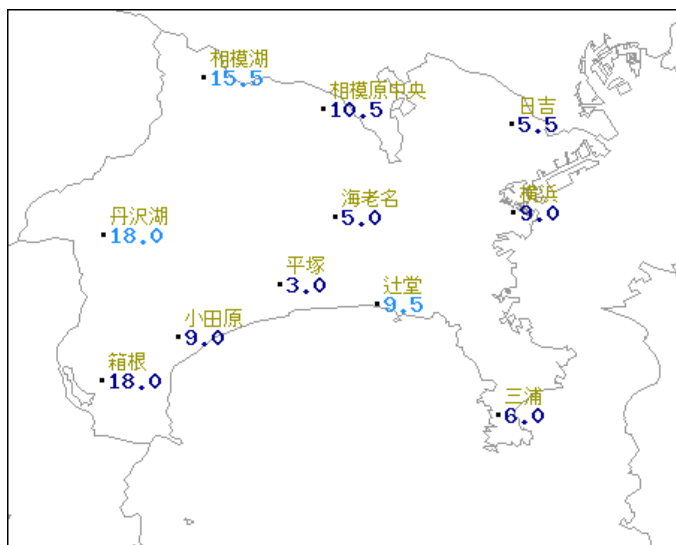 相模湖
15.5
相模原中央
10.5
日吉
5.5
横浜
9.0
海老名
5.0
丹沢湖
18.0
平塚
3.0
辻堂
9.5
小田原
9.0
箱根
18.0
三浦
6.0